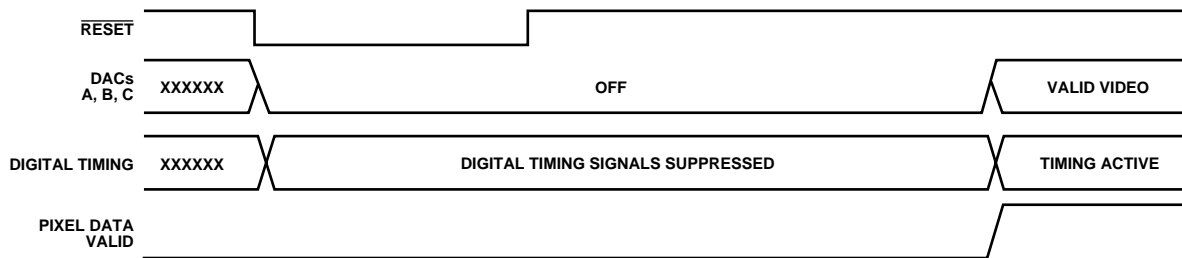 RESET
DACs
A, B, C
XXXXXX
OFF
VALID VIDEO
DIGITAL TIMING
XXXXXX
DIGITAL TIMING SIGNALS SUPPRESSED
TIMING ACTIVE
PIXEL DATA
VALID